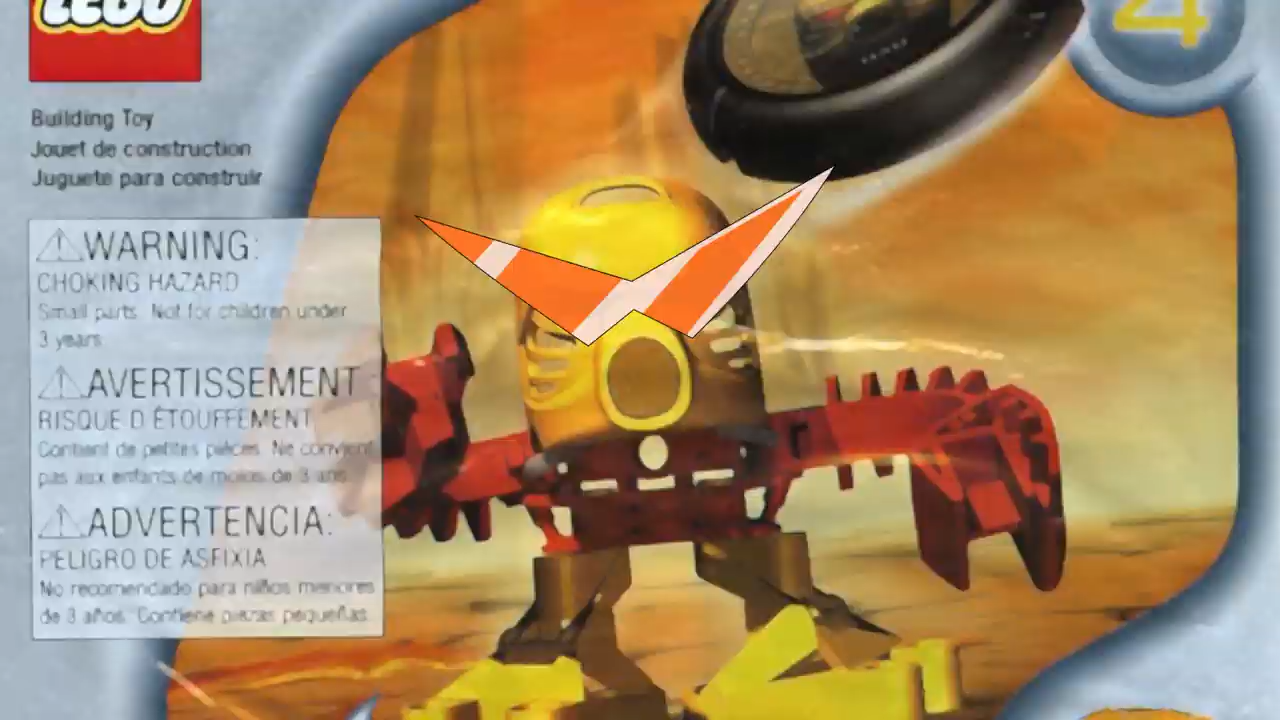 LEGO
4
Building Toy
Jouet de construction
Juguete para construir
WARNING:
CHOKING HAZARD
Small parts. Not for children under
3 years.
AVERTISSEMENT
RISQUE D ÉTOUFFEMENT
Contient de petites pièces. Ne convient
pas aux enfants de moins de 3 ans.
ADVERTENCIA:
PELIGRO DE ASFIXIA
No recomendado para niños menores
de 3 años. Contiene piezas pequeñas.